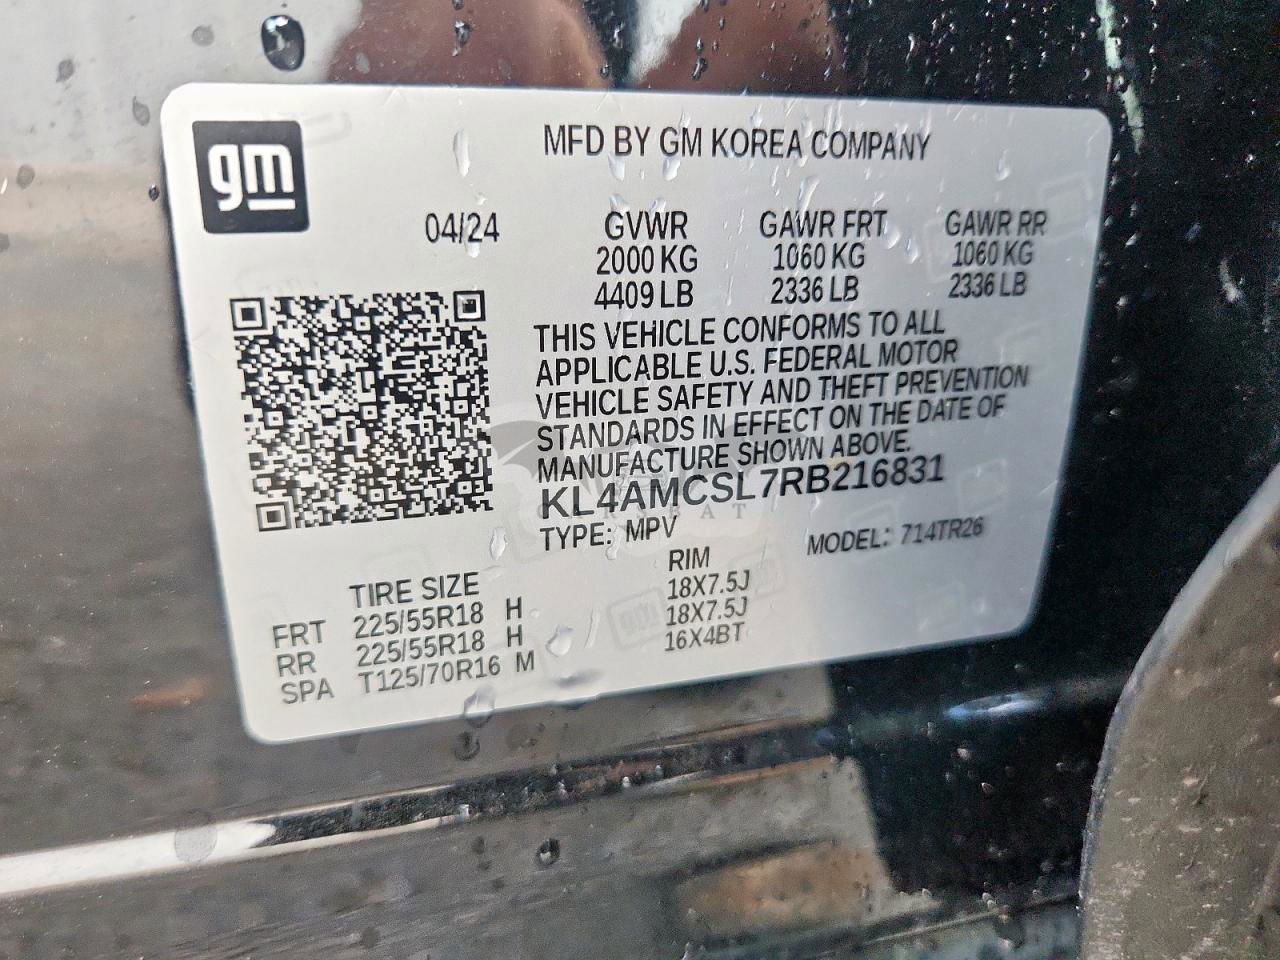 gm
MFD BY GM KOREA COMPANY
04/24
GVWR GAWR FRT GAWR RR
2000 KG 1060 KG 1060 KG
4409 LB 2336 LB 2336 LB
THIS VEHICLE CONFORMS TO ALL
APPLICABLE U.S. FEDERAL MOTOR
VEHICLE SAFETY AND THEFT PREVENTION
STANDARDS IN EFFECT ON THE DATE OF
MANUFACTURE SHOWN ABOVE.
KL4AMCSL7RB216831
TYPE: MPV MODEL: 714TR26
TIRE SIZE RIM
FRT 225/55R18 H 18X7.5J
RR 225/55R18 H 18X7.5J
SPA T125/70R16 M 16X4BT